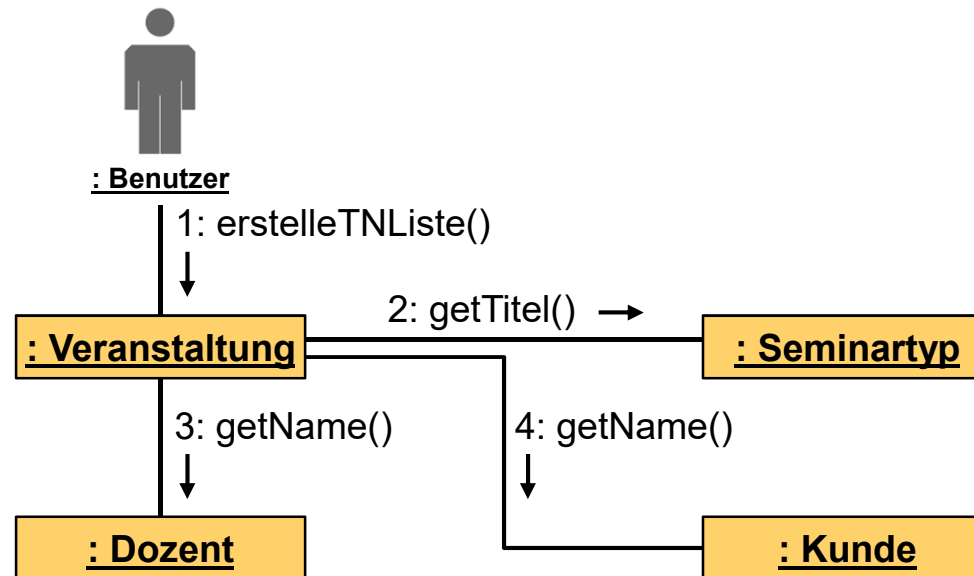 : Benutzer
1: erstelleTNListe()
2: getTitel()
: Veranstaltung
: Seminartyp
3: getName()
4: getName()
: Dozent
: Kunde